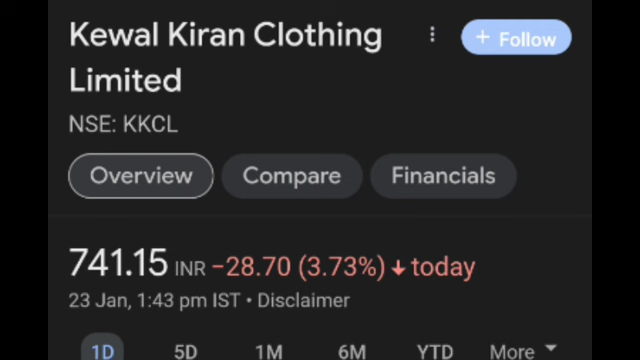 Kewal Kiran Clothing
Limited
+ Follow
NSE: KKCL
Overview Compare Financials
741.15 INR −28.70 (3.73%) ↓ today
23 Jan, 1:43 pm IST • Disclaimer
1D 5D 1M 6M YTD More